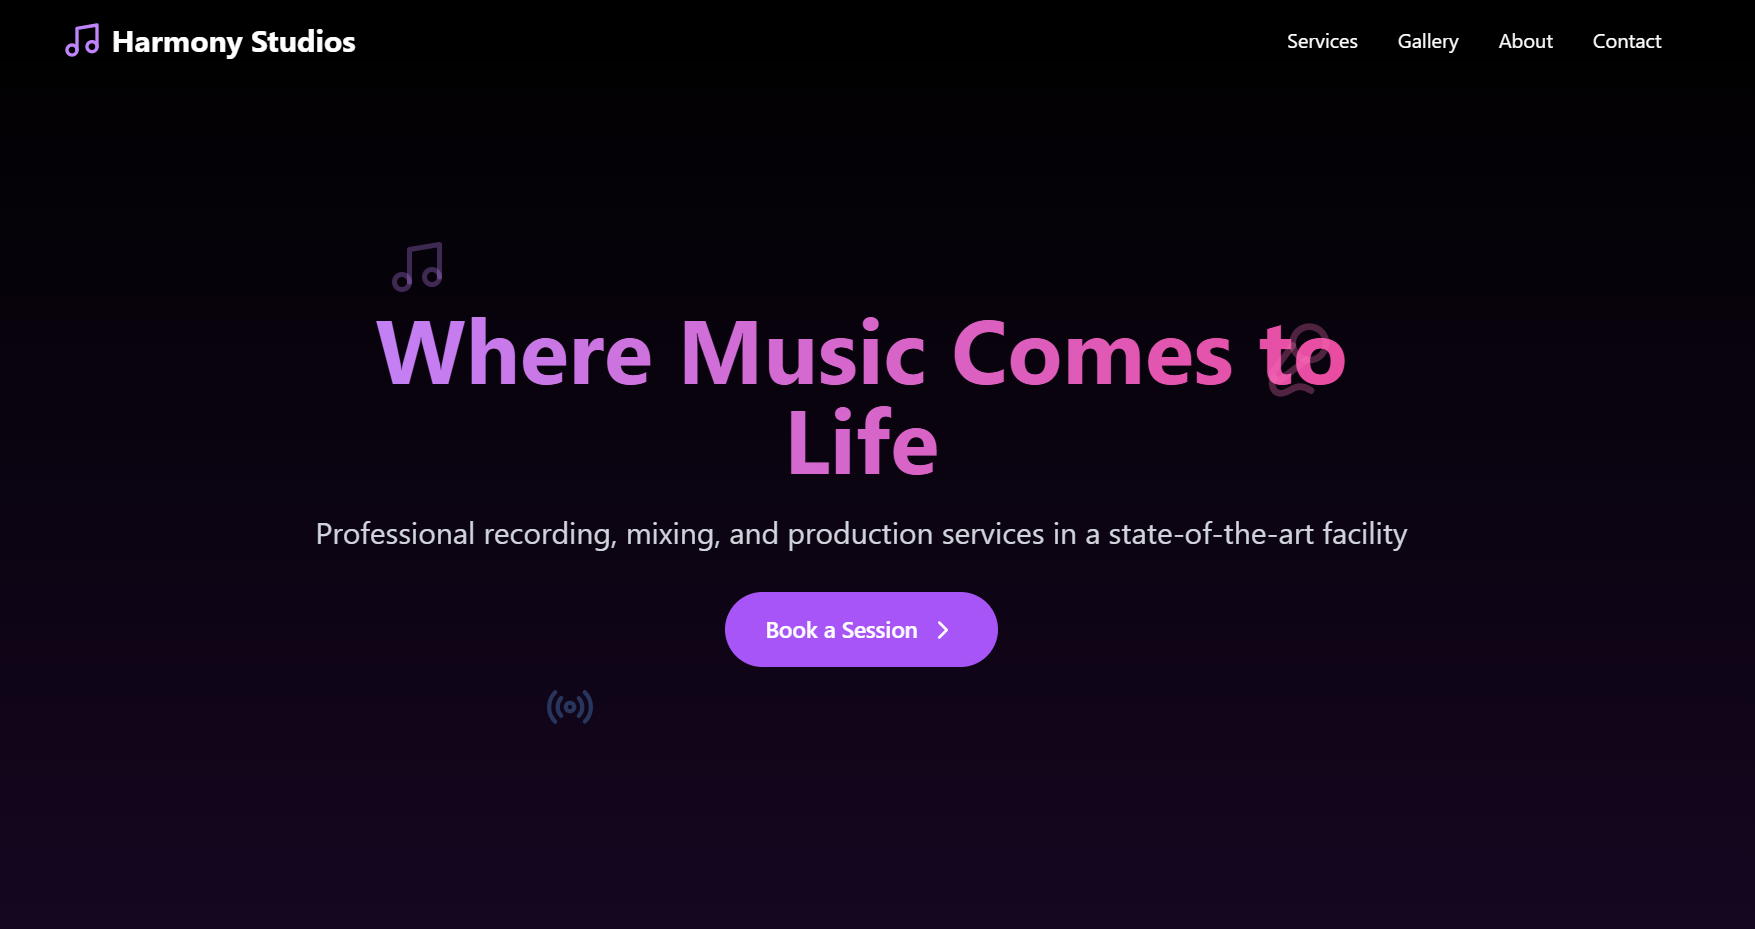 Harmony Studios
Services
Gallery
About
Contact
Where Music Comes to
Life
Professional recording, mixing, and production services in a state-of-the-art facility
Book a Session